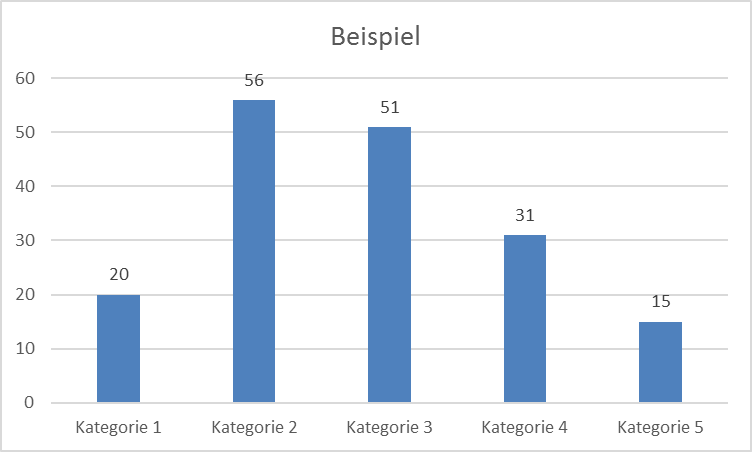 Beispiel
60
50
40
30
20
10
0
20
56
51
31
15
Kategorie 1
Kategorie 2
Kategorie 3
Kategorie 4
Kategorie 5